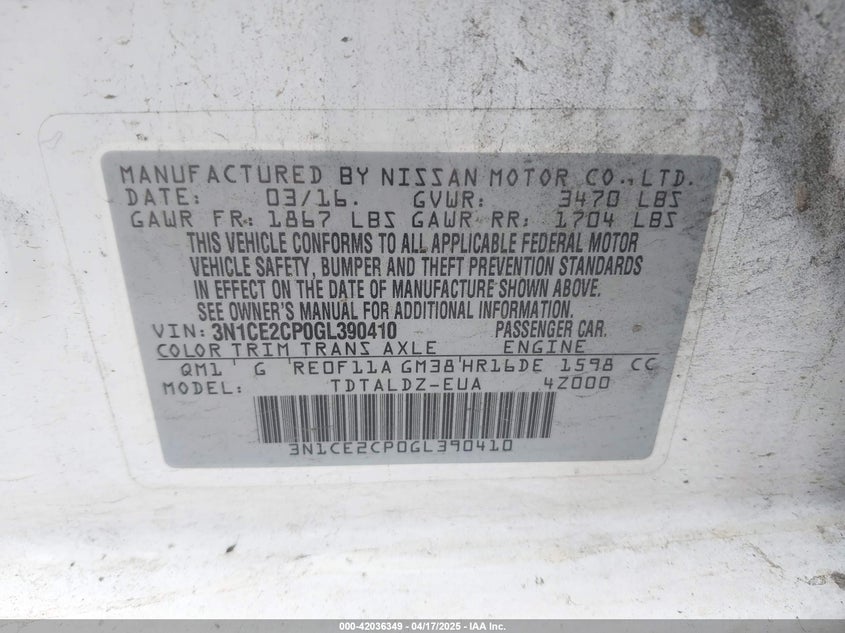 MANUFACTURED BY NISSAN MOTOR CO., LTD.
DATE: 03/16. GVWR: 3470 LBS
GAWR FR: 1867 LBS GAWR RR: 1704 LBS
THIS VEHICLE CONFORMS TO ALL APPLICABLE FEDERAL MOTOR
VEHICLE SAFETY, BUMPER AND THEFT PREVENTION STANDARDS
IN EFFECT ON THE DATE OF MANUFACTURE SHOWN ABOVE.
SEE OWNER'S MANUAL FOR ADDITIONAL INFORMATION.
VIN: 3N1CE2CP0GL390410 PASSENGER CAR.
COLOR TRIM TRANS AXLE ENGINE
QM1 G RE0F11A GM38 HR16DE 1598 CC
MODEL: TDTALDZ-EUA 4Z000
3N1CE2CP0GL390410
000-42036349 - 04/17/2025 - IAA Inc.